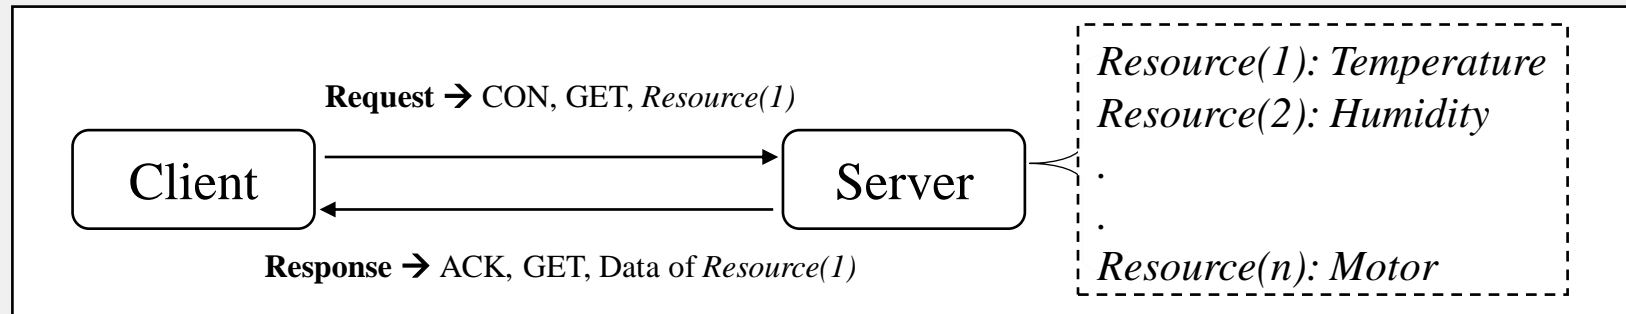 Request → CON, GET, Resource(1)
Client
Server
Response → ACK, GET, Data of Resource(1)
Resource(1): Temperature
Resource(2): Humidity
.
.
Resource(n): Motor